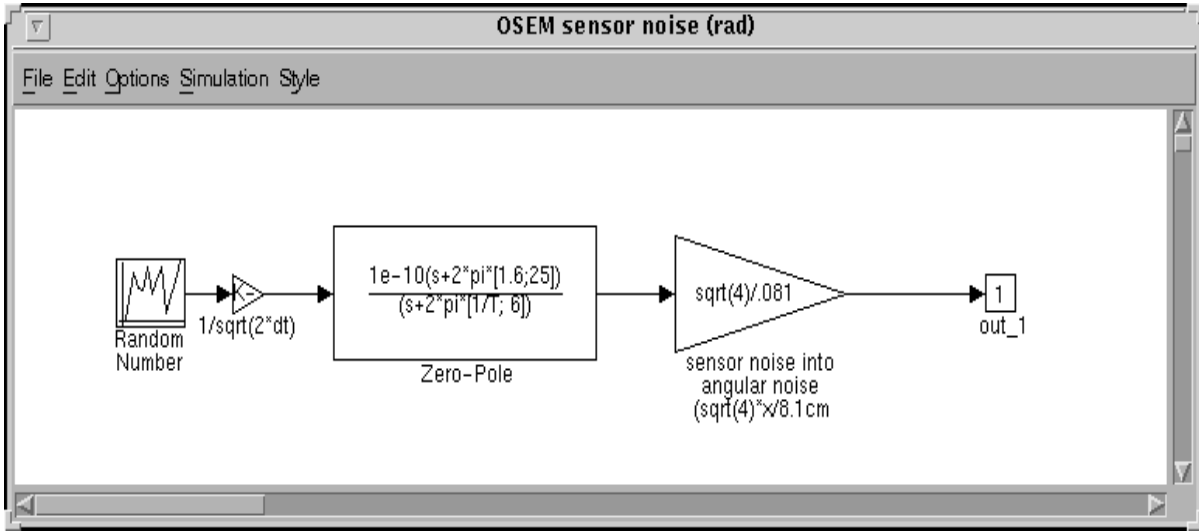 OSEM sensor noise (rad)
File Edit Options Simulation Style
Random
Number
K-
1/sqrt(2*dt)
1e-10(s+2*pi*[1.6;25])
(s+2*pi*[1/T; 6])
Zero-Pole
sqrt(4)/.081
sensor noise into
angular noise
(sqrt(4)*x/8.1cm
1
out_1